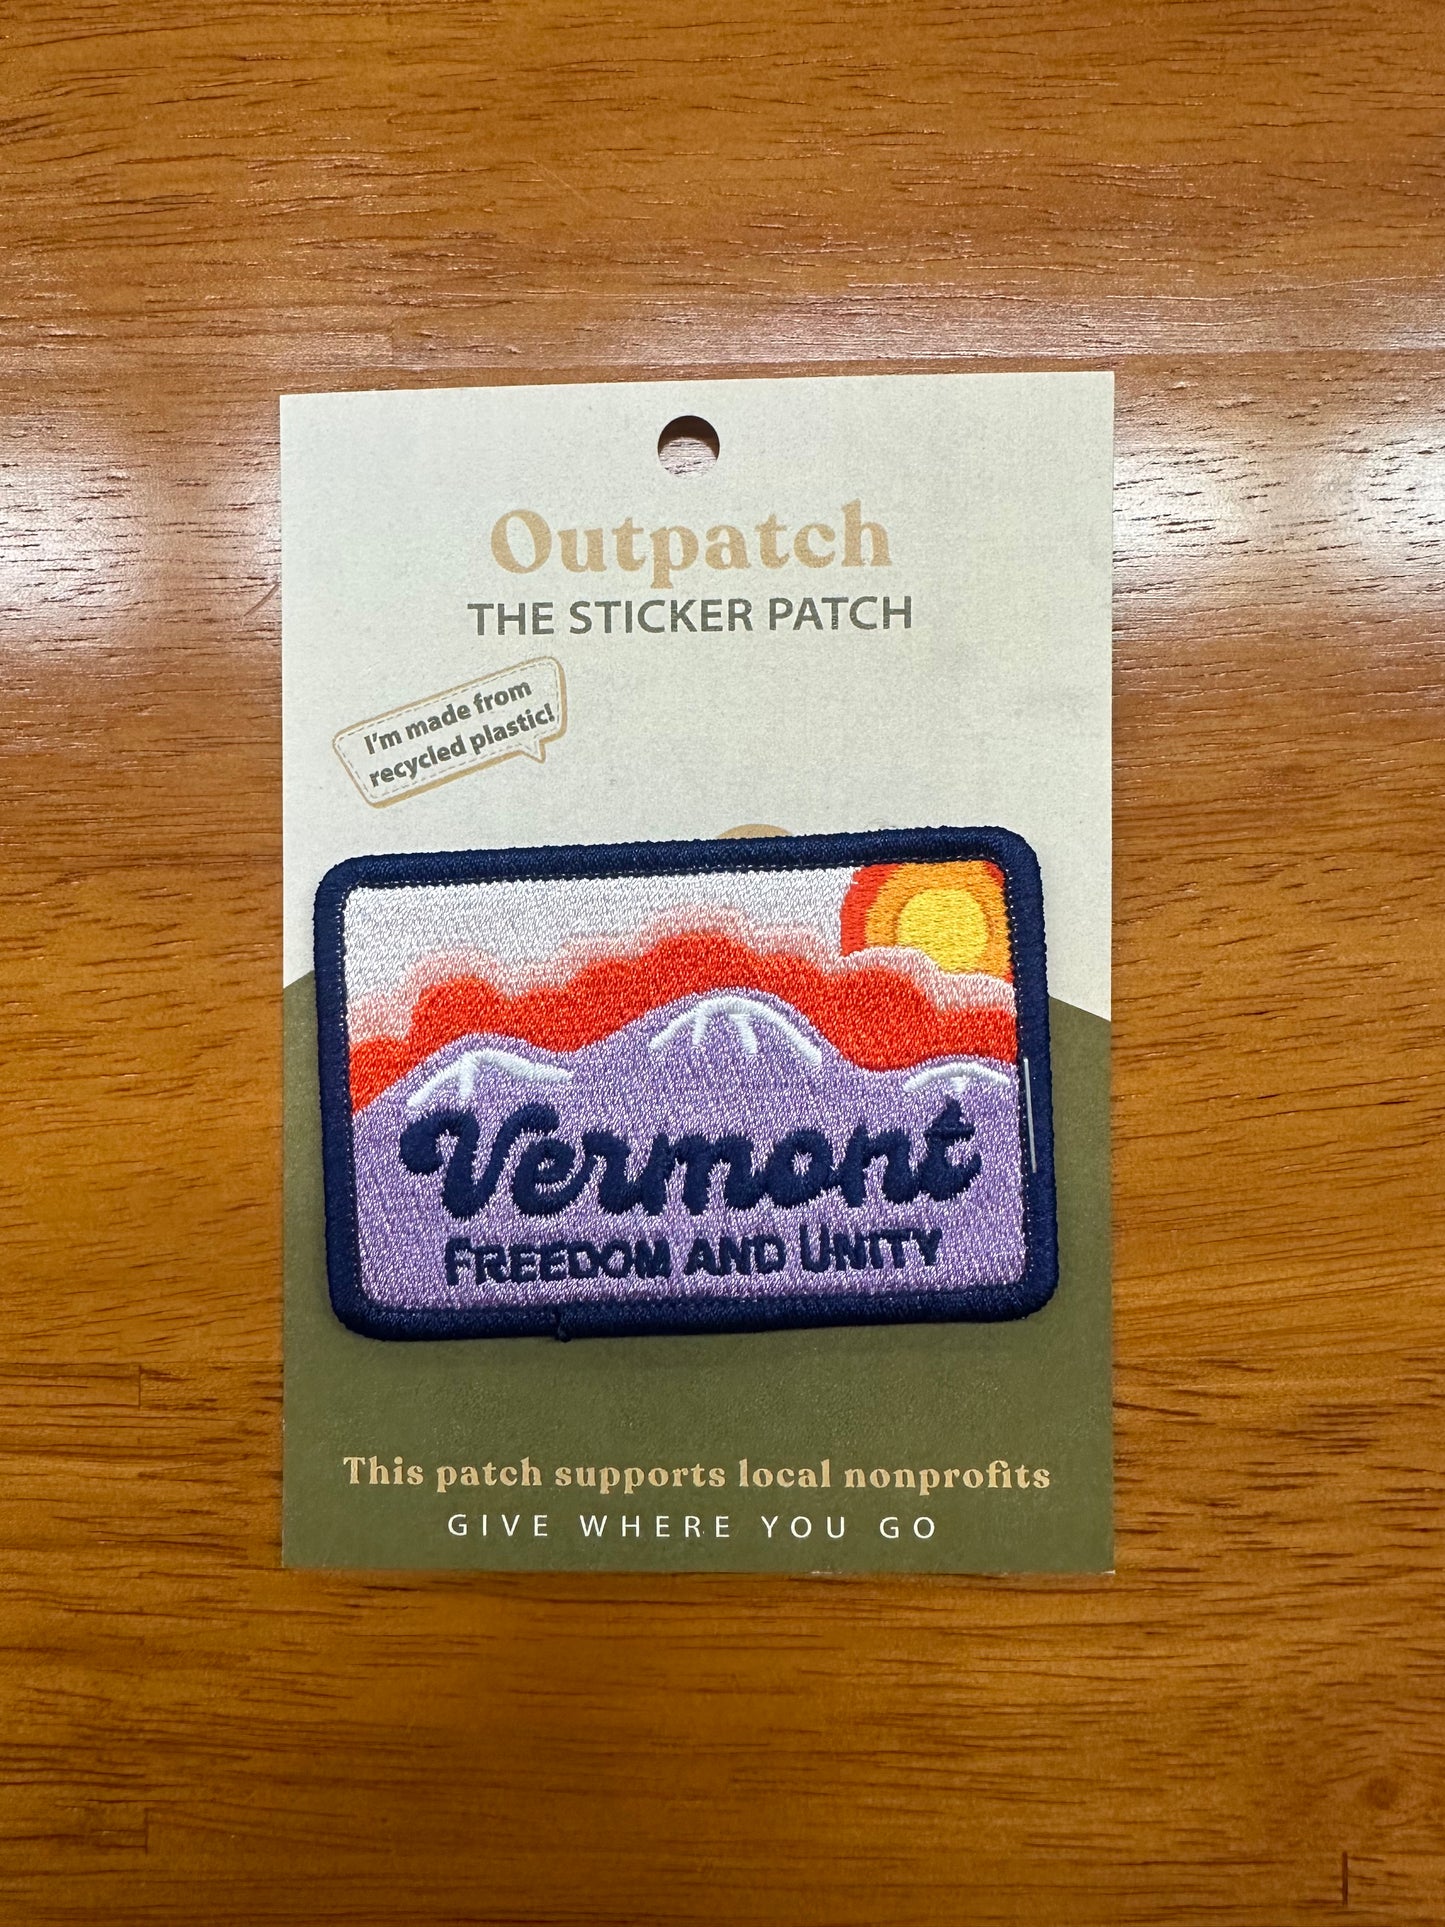 Outpatch
THE STICKER PATCH
I'm made from
recycled plastic!
Vermont
FREEDOM AND UNITY
This patch supports local nonprofits
GIVE WHERE YOU GO